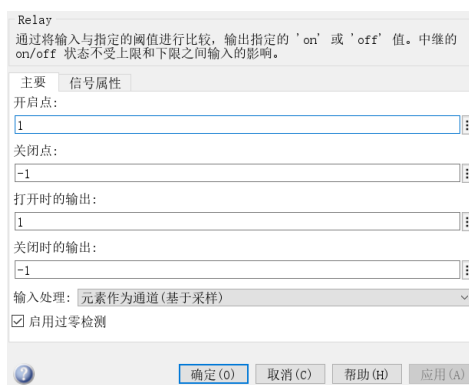 Relay
通过将输入与指定的阈值进行比较，输出指定的 'on' 或 'off' 值。中继的
on/off 状态不受上限和下限之间输入的影响。
主要 信号属性
开启点:
1
关闭点:
-1
打开时的输出:
1
关闭时的输出:
-1
输入处理: 元素作为通道(基于采样)
启用过零检测
确定(O) 取消(C) 帮助(H) 应用(A)